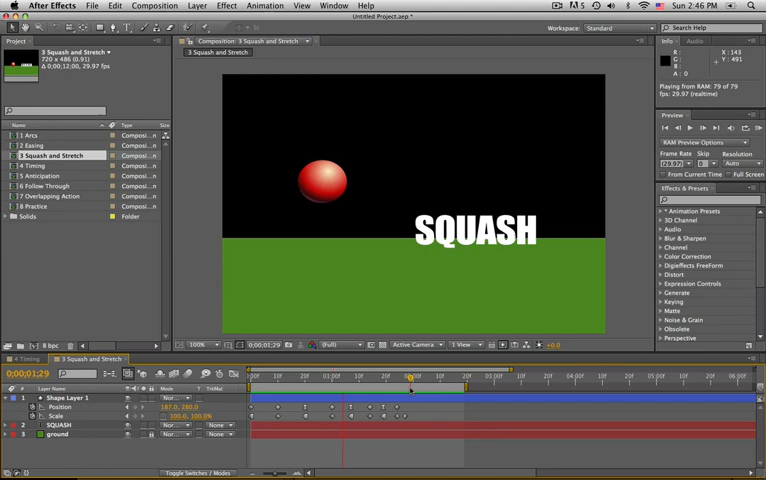 After Effects File Edit Composition Layer Effect Animation View Window Help
5 Sun 2:46 PM
Untitled Project.aep *
Workspace: Standard Search Help
Project
Composition: 3 Squash and Stretch
Info Audio
3 Squash and Stretch
720 x 486 (0.91)
Δ 0;00;12;00, 29.97 fps
3 Squash and Stretch
R :
G :
B :
A : 0
X : 143
Y : 491
Playing from RAM: 79 of 79
fps: 29.97 (realtime)
Name Type
1 Arcs Composi...n
2 Easing Composi...n
3 Squash and Stretch Composi...n
4 Timing Composi...n
5 Anticipation Composi...n
6 Follow Through Composi...n
7 Overlapping Action Composi...n
8 Practice Composi...n
Solids Folder
SQUASH
Preview
RAM Preview Options
Frame Rate Skip Resolution
(29.97) 0 Auto
From Current Time Full Screen
Effects & Presets
* Animation Presets
3D Channel
Audio
Blur & Sharpen
Channel
Color Correction
Digieffects FreeForm
Distort
Expression Controls
Generate
Keying
Matte
Noise & Grain
Obsolete
Perspective
8 bpc
100% 0;00;01;29 (Full) Active Camera 1 View +0.0
4 Timing 3 Squash and Stretch
0;00;01;29
# Layer Name Mode T TrkMat
1 Shape Layer 1 Nor...
Position 187.0, 280.0
Scale 100.0, 100.0%
2 SQUASH Nor... None
3 ground Nor... None
Toggle Switches / Modes